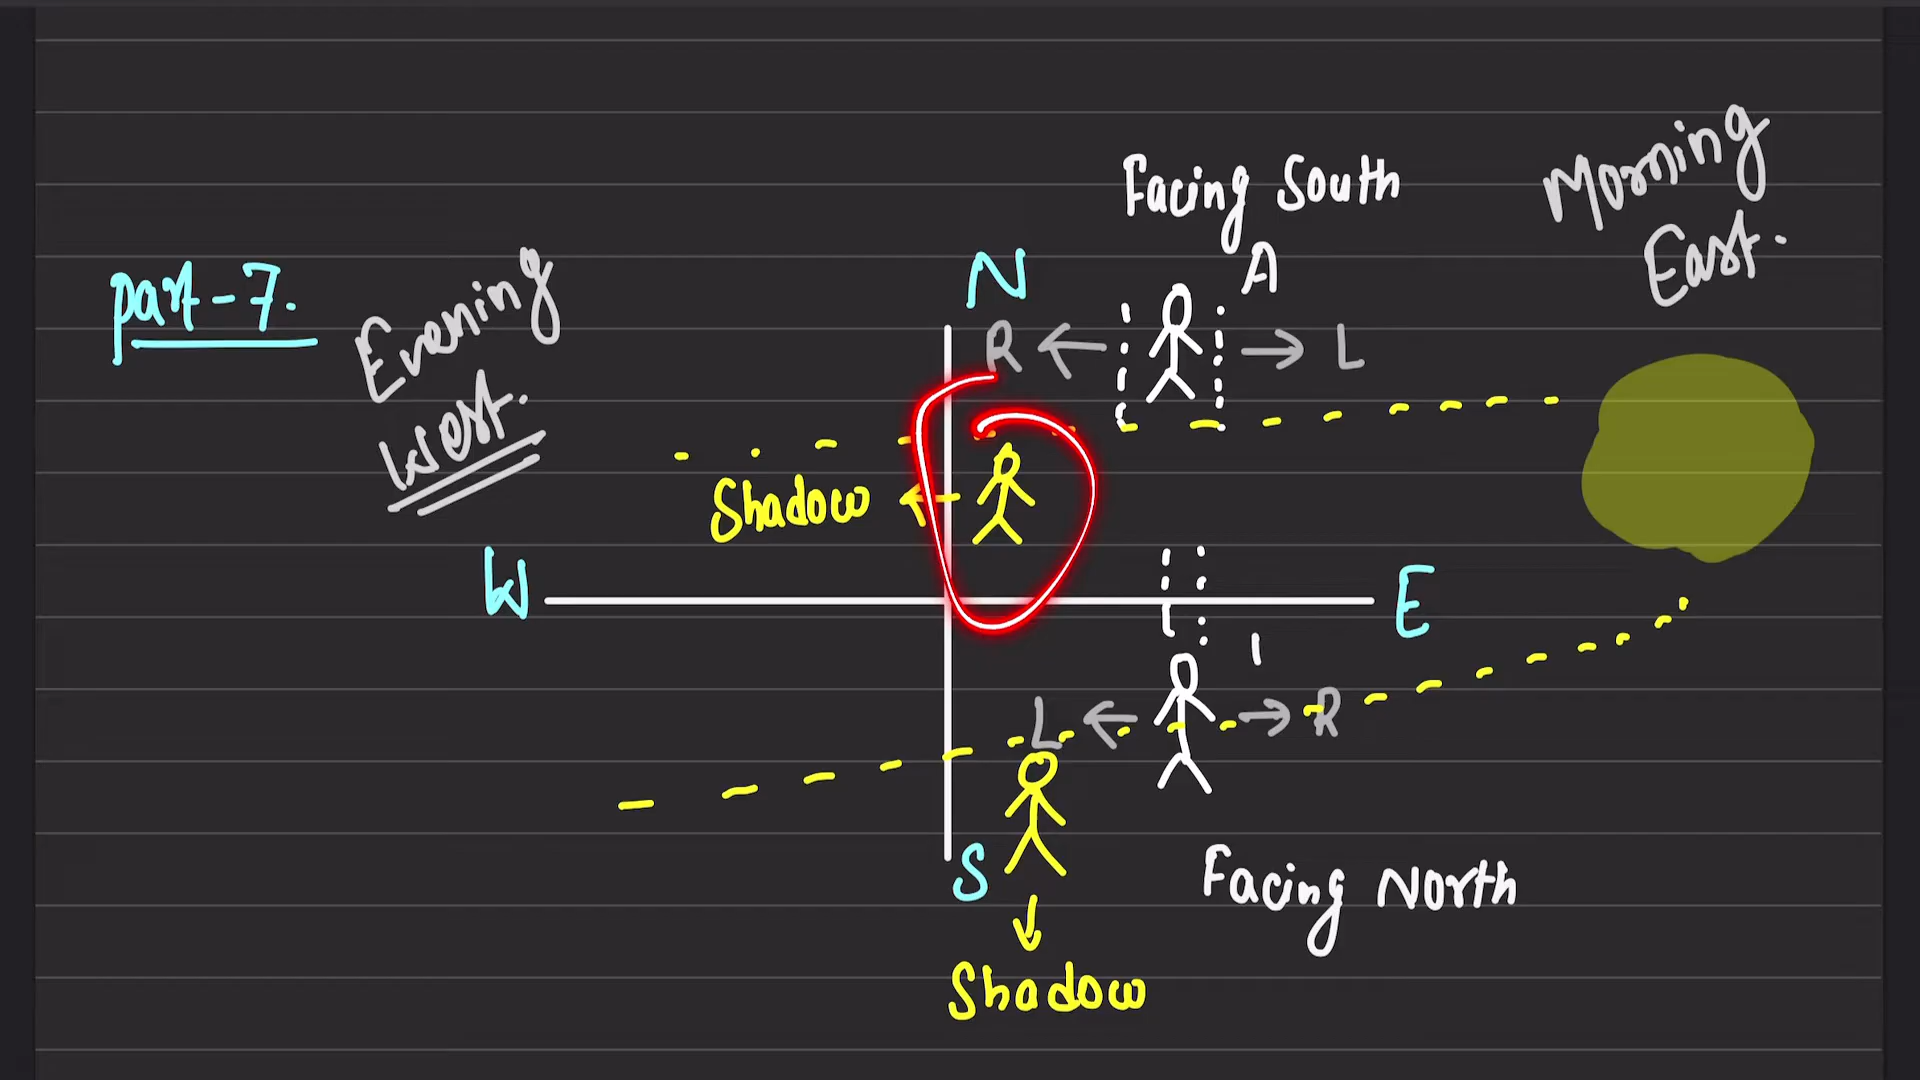 Facing South
Morning
East.
part-7.
Evening
West.
N
A
R
L
Shadow
W
E
L
R
S
Facing North
Shadow